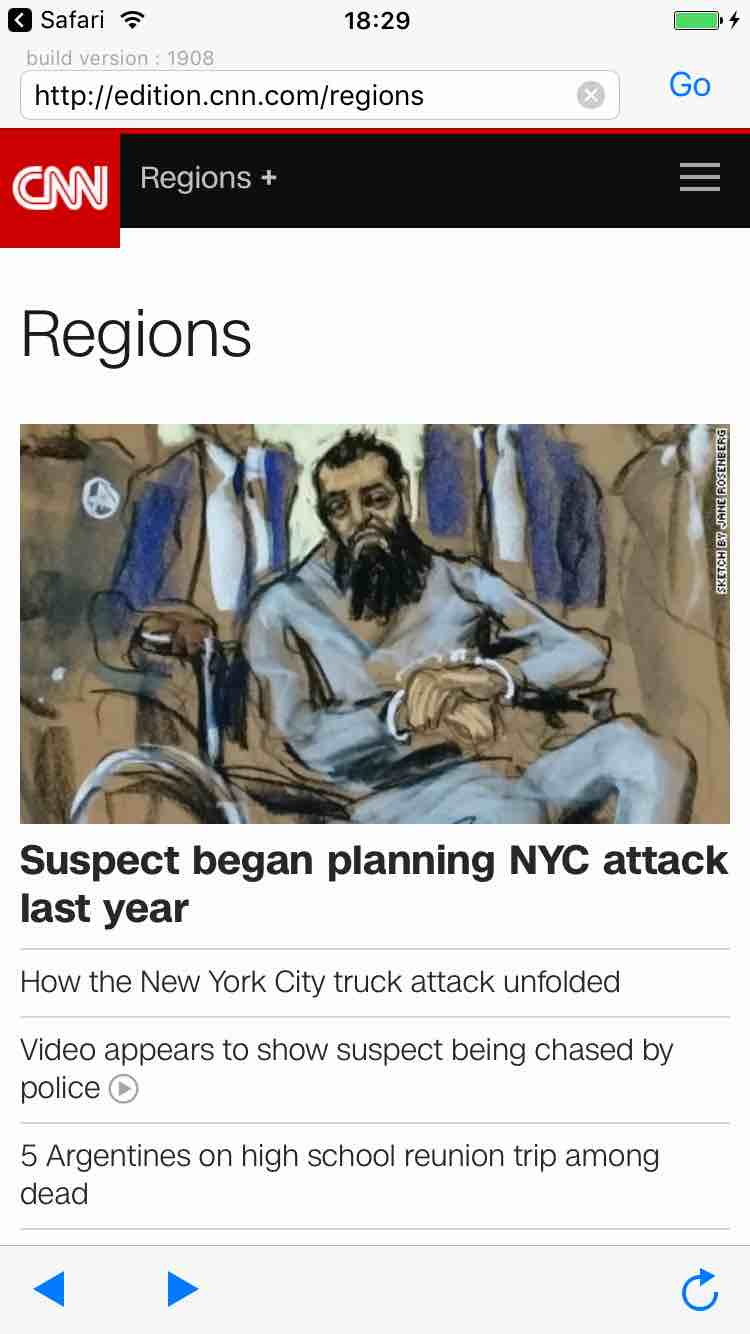 Safari 18:29
build version : 1908
http://edition.cnn.com/regions Go
CNN Regions +
Regions
SKETCH BY JANE ROSENBERG
Suspect began planning NYC attack
last year
How the New York City truck attack unfolded
Video appears to show suspect being chased by
police
5 Argentines on high school reunion trip among
dead